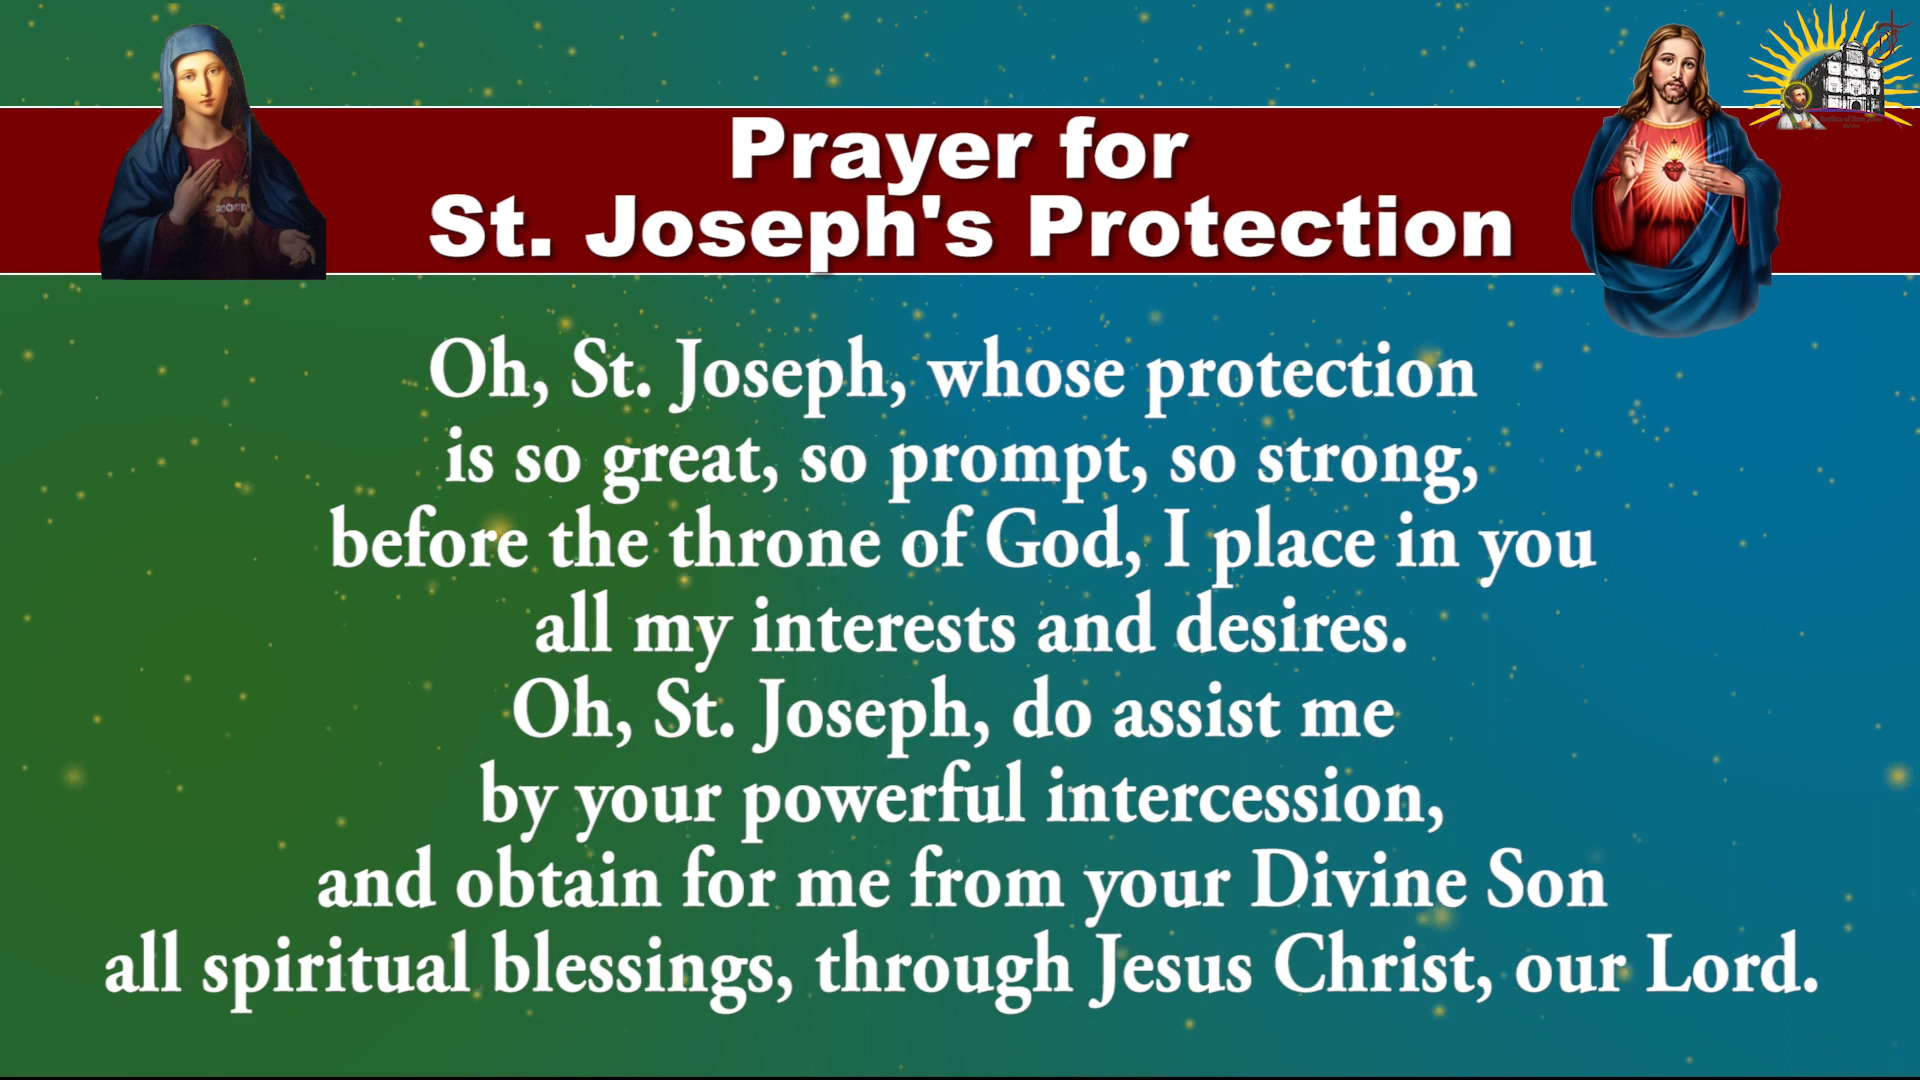 Prayer for
St. Joseph's Protection
Oh, St. Joseph, whose protection
is so great, so prompt, so strong,
before the throne of God, I place in you
all my interests and desires.
Oh, St. Joseph, do assist me
by your powerful intercession,
and obtain for me from your Divine Son
all spiritual blessings, through Jesus Christ, our Lord.